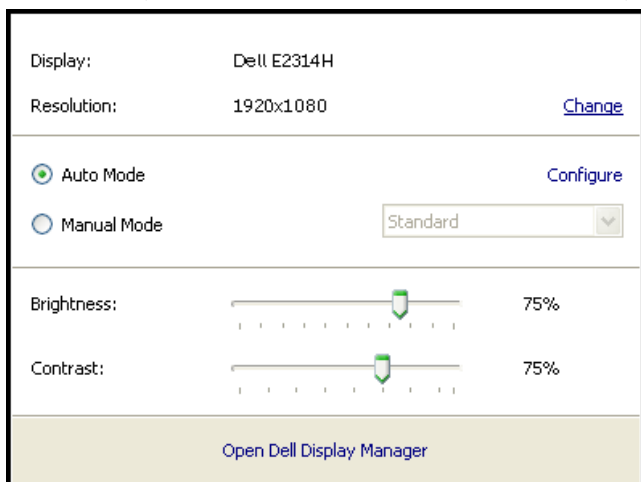 Display: Dell E2314H
Resolution: 1920x1080 Change
Auto Mode Configure
Manual Mode Standard
Brightness: 75%
Contrast: 75%
Open Dell Display Manager